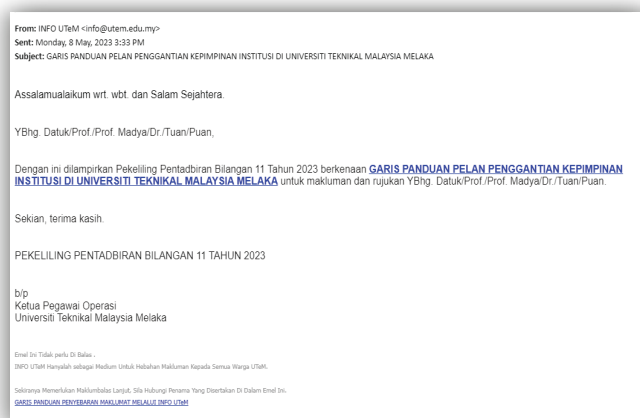 From: INFO UTeM <info@utem.edu.my>
Sent: Monday, 8 May, 2023 3:33 PM
Subject: GARIS PANDUAN PELAN PENGGANTIAN KEPIMPINAN INSTITUSI DI UNIVERSITI TEKNIKAL MALAYSIA MELAKA
Assalamualaikum wrt. wbt. dan Salam Sejahtera.
YBhg. Datuk/Prof./Prof. Madya/Dr./Tuan/Puan,
Dengan ini dilampirkan Pekeliling Pentadbiran Bilangan 11 Tahun 2023 berkenaan GARIS PANDUAN PELAN PENGGANTIAN KEPIMPINAN
INSTITUSI DI UNIVERSITI TEKNIKAL MALAYSIA MELAKA untuk makluman dan rujukan YBhg. Datuk/Prof./Prof. Madya/Dr./Tuan/Puan.
Sekian, terima kasih.
PEKELILING PENTADBIRAN BILANGAN 11 TAHUN 2023
b/p
Ketua Pegawai Operasi
Universiti Teknikal Malaysia Melaka
Emel Ini Tidak perlu Di Balas .
INFO UTeM Hanyalah sebagai Medium Untuk Hebahan Makluman Kepada Semua Warga UTeM.
Sekiranya Memerlukan Maklumbalas Lanjut, Sila Hubungi Penama Yang Disertakan Di Dalam Emel Ini.
GARIS PANDUAN PENYEBARAN MAKLUMAT MELALUI INFO UTeM